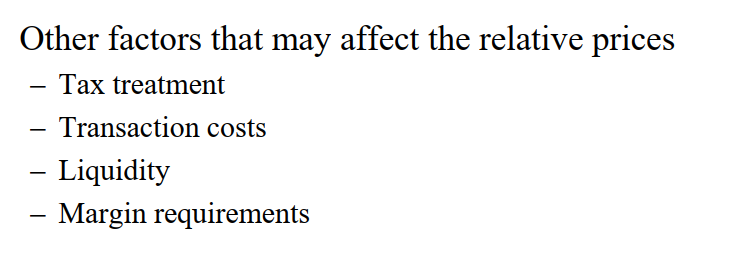 Other factors that may affect the relative prices
– Tax treatment
– Transaction costs
– Liquidity
– Margin requirements